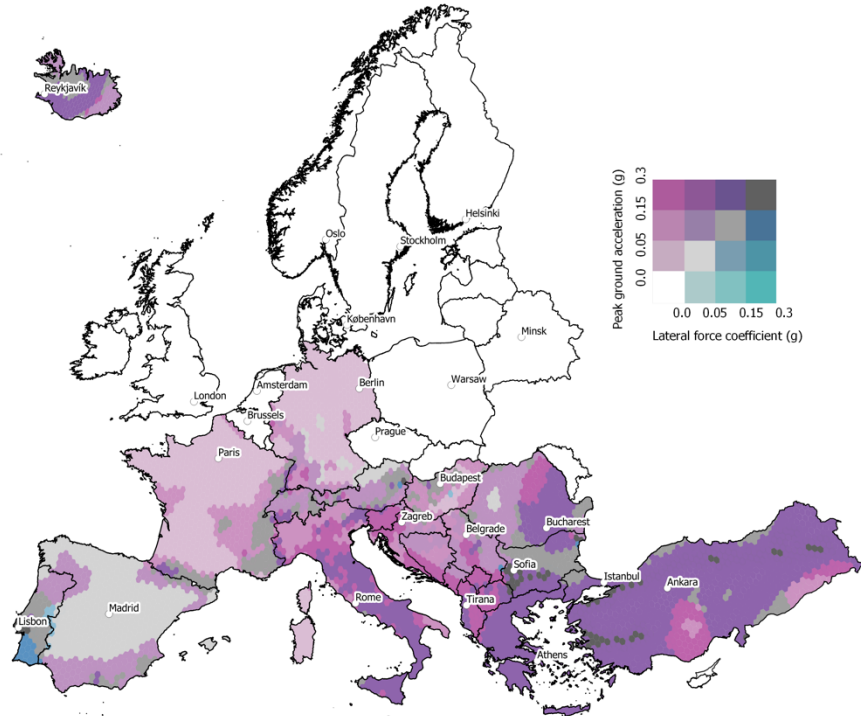 Reykjavík
Helsinki
Oslo
Stockholm
København
Minsk
London
Amsterdam
Berlin
Warsaw
Brussels
Prague
Paris
Budapest
Zagreb
Belgrade
Bucharest
Sofia
Istanbul
Rome
Tirana
Ankara
Madrid
Lisbon
Athens
Peak ground acceleration (g)
0.0 0.05 0.15 0.3
0.0 0.05 0.15 0.3
Lateral force coefficient (g)